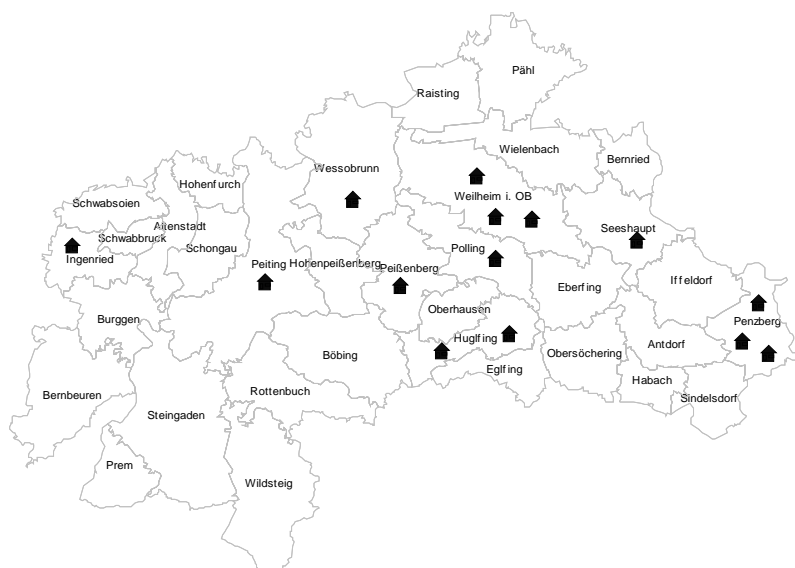 Pähl
Raisting
Wielenbach
Bernried
Wessobrunn
Hohenfurch
Weilheim i. OB
Schwabsoien
Altenstadt
Seeshaupt
Schwabbruck
Schongau
Polling
Ingenried
Peiting
Hohenpeißenberg
Peißenberg
Iffeldorf
Eberfing
Oberhausen
Burggen
Penzberg
Huglfing
Antdorf
Böbing
Obersöchering
Eglfing
Habach
Rottenbuch
Bernbeuren
Sindelsdorf
Steingaden
Prem
Wildsteig